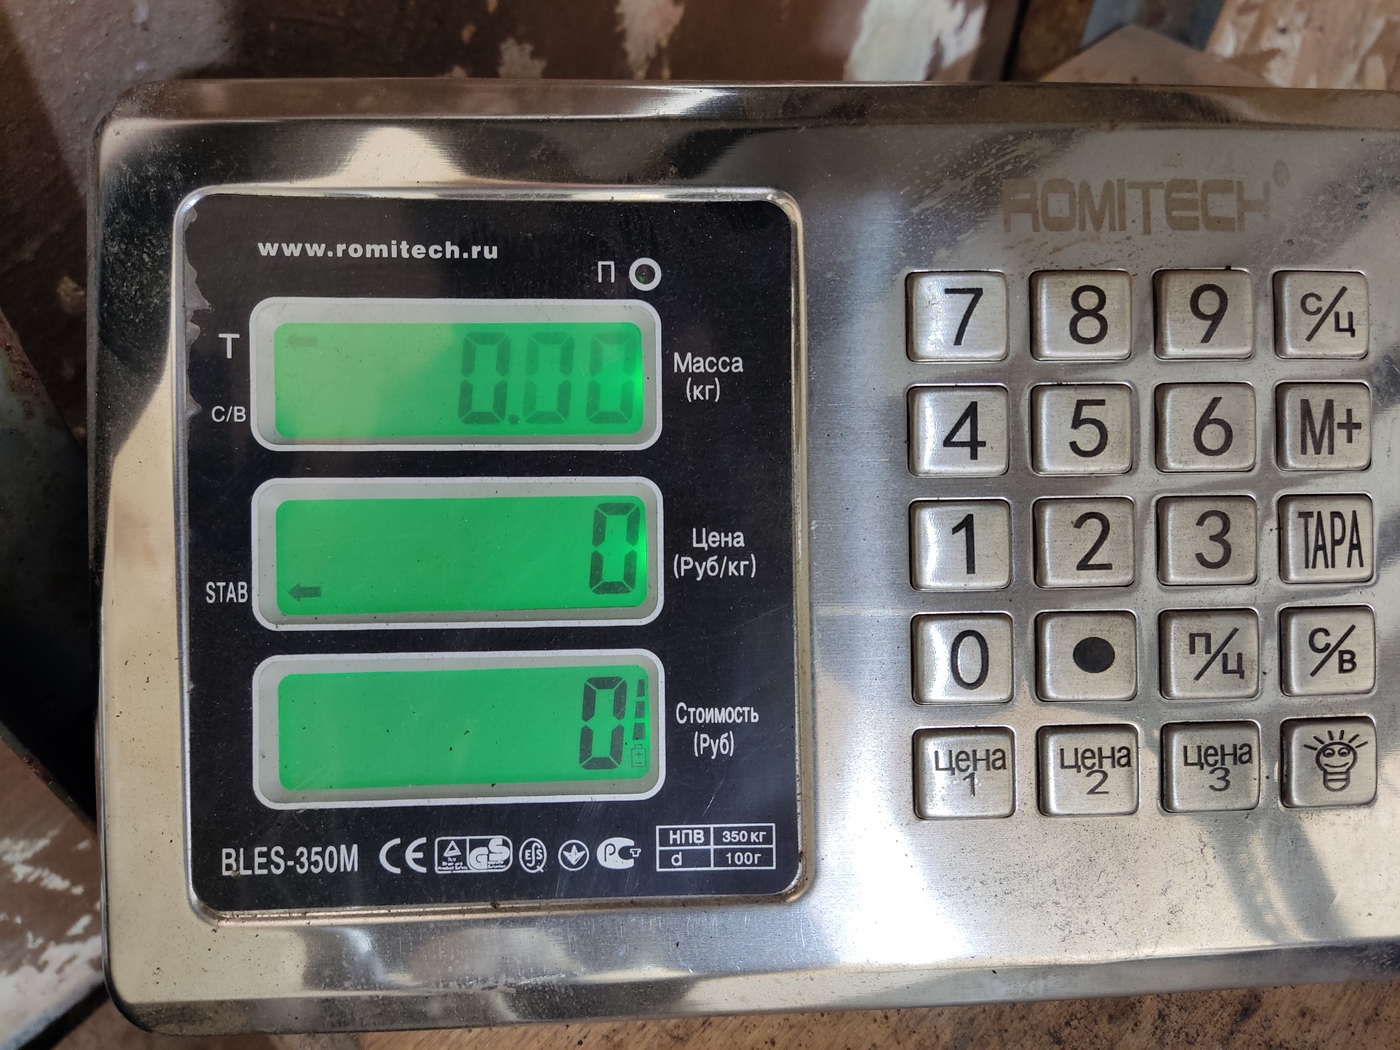 www.romitech.ru
П
T
С/В
0.00
Масса
(кг)
STAB
0
Цена
(Руб/кг)
0
Стоимость
(Руб)
BLES-350M
CE
GS
РСТ
НПВ 350 кг
d 100г
ROMITECH®
7 8 9 С/Ц
4 5 6 М+
1 2 3 ТАРА
0 • П/Ц С/В
цена 1
цена 2
цена 3